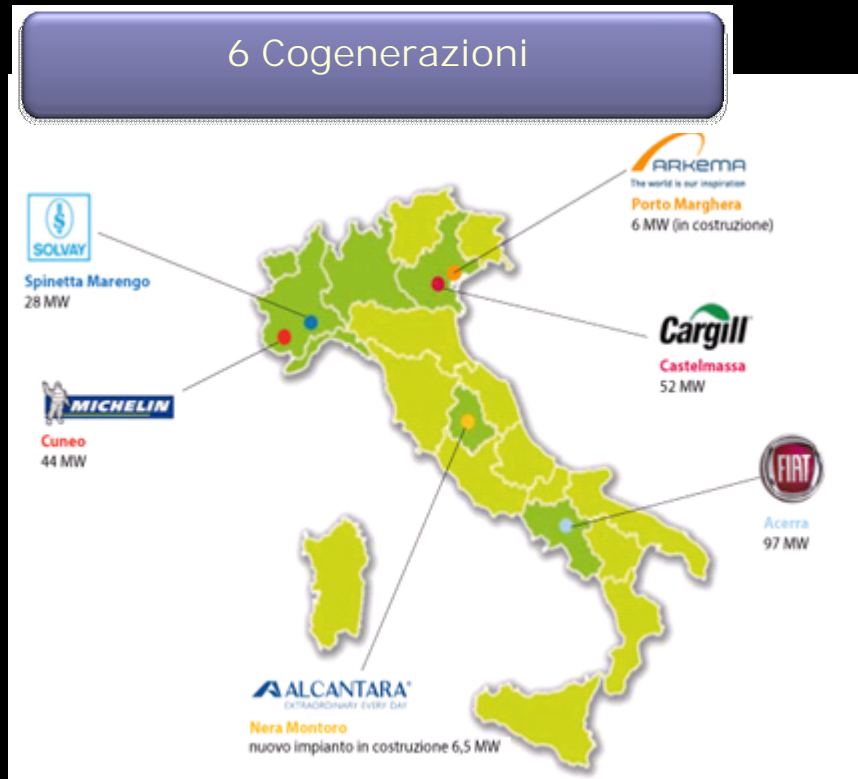 6 Cogenerazioni
ARKEMA
The world is our inspiration
Porto Marghera
6 MW (in costruzione)
SOLVAY
Spinetta Marengo
28 MW
Cargill
Castelmassa
52 MW
MICHELIN
Cuneo
44 MW
FIAT
Acerra
97 MW
ALCANTARA®
EXTRAORDINARY EVERY DAY
Nera Montoro
nuovo impianto in costruzione 6,5 MW